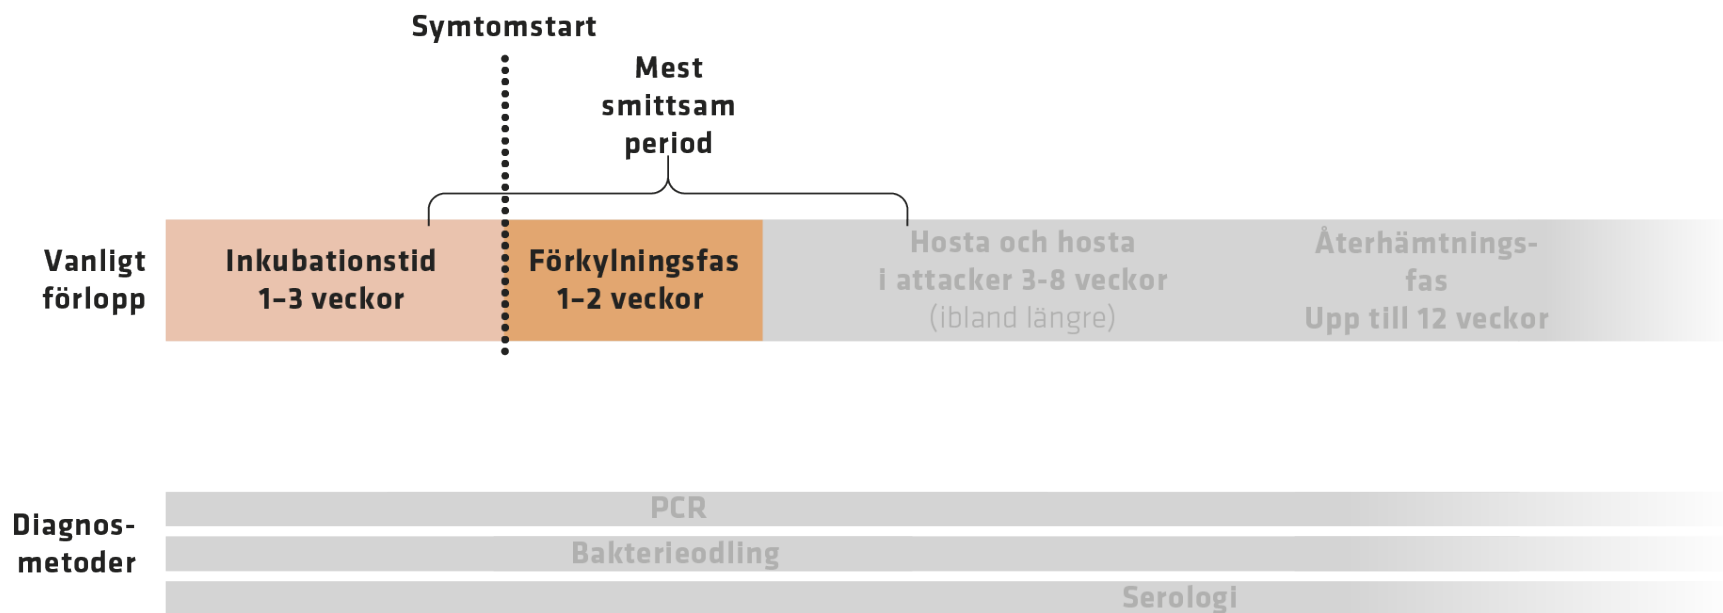 Symtomstart
Mest
smittsam
period
Vanligt
förlopp
Inkubationstid
1–3 veckor
Förkylningsfas
1–2 veckor
Hosta och hosta
i attacker 3-8 veckor
(ibland längre)
Återhämtnings-
fas
Upp till 12 veckor
Diagnos-
metoder
PCR
Bakterieodling
Serologi